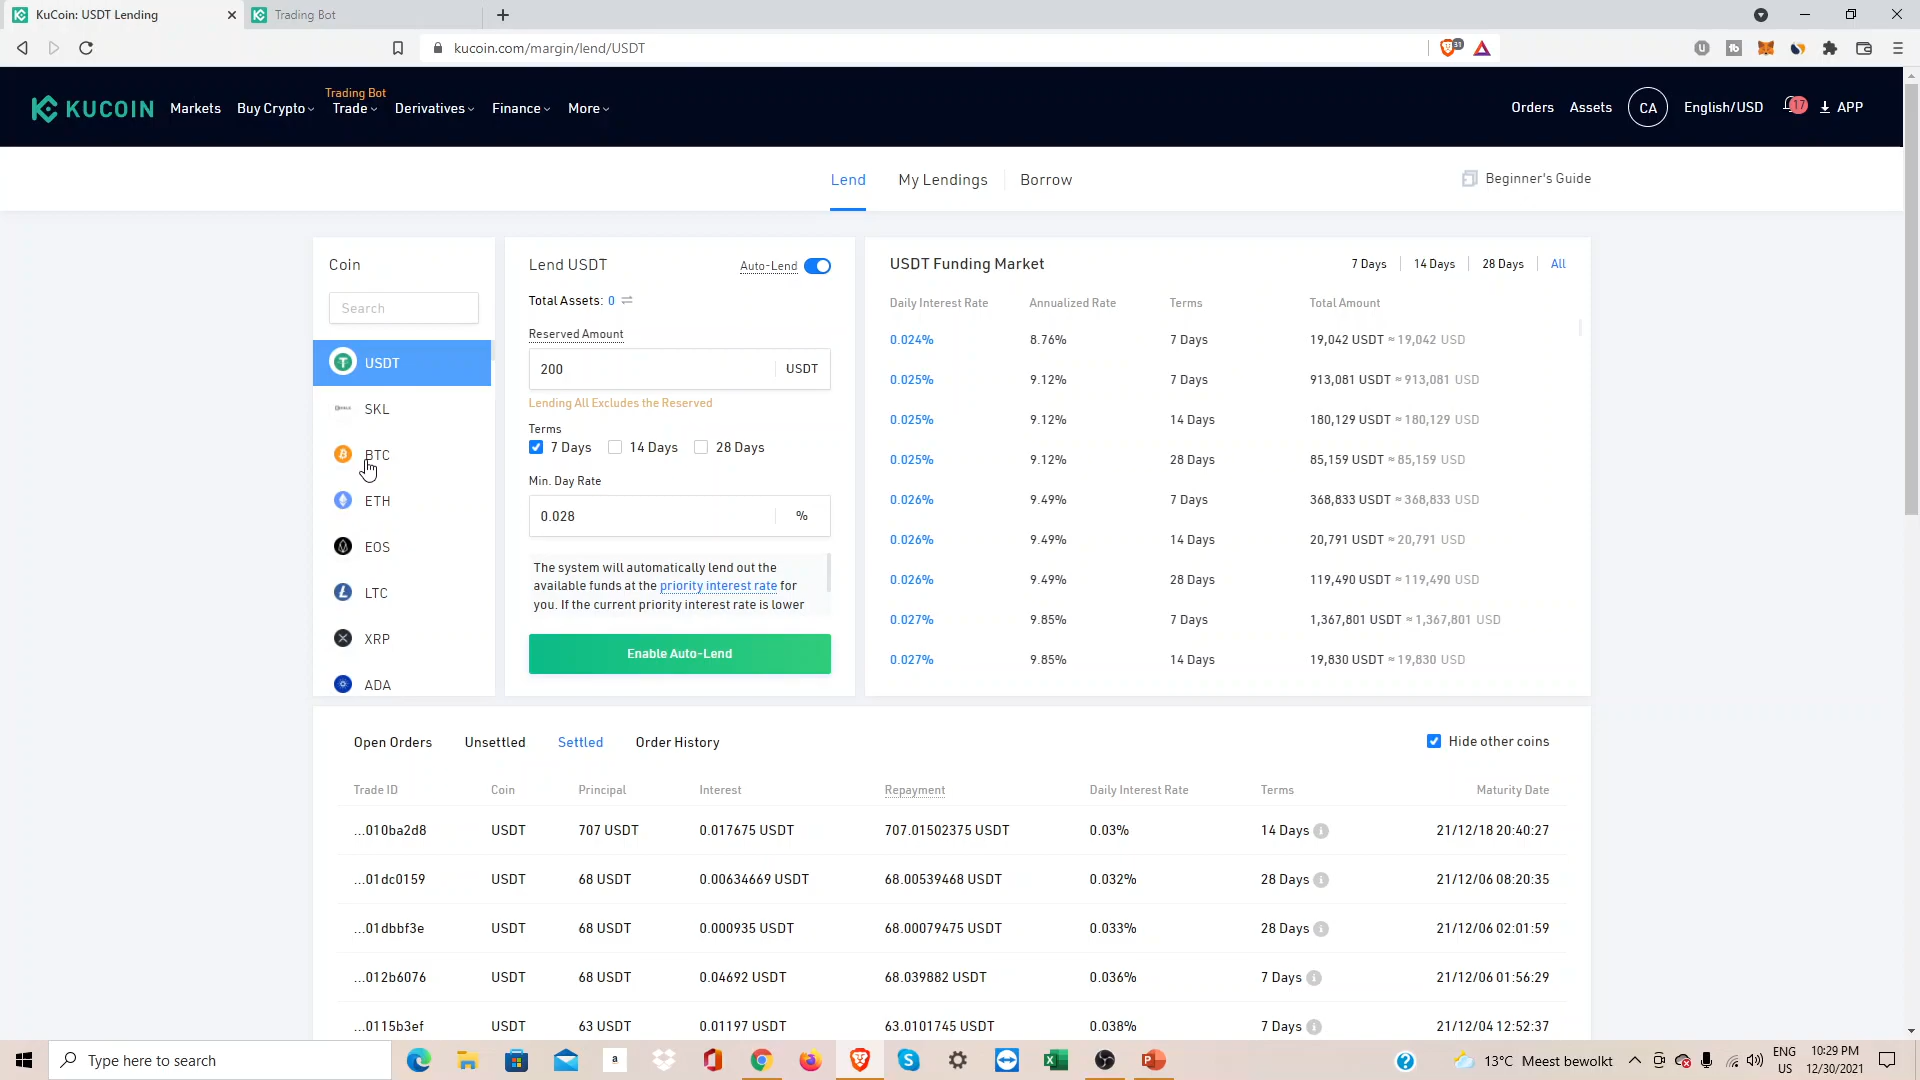 KuCoin: USDT Lending
Trading Bot
kucoin.com/margin/lend/USDT
31
KUCOIN
Markets
Buy Crypto
Trading Bot
Trade
Derivatives
Finance
More
Orders
Assets
CA
English/USD
17
APP
Lend
My Lendings
Borrow
Beginner's Guide
Coin
Search
USDT
SKL
BTC
ETH
EOS
LTC
XRP
ADA
Lend USDT
Auto-Lend
Total Assets: 0
Reserved Amount
200 USDT
Lending All Excludes the Reserved
Terms
7 Days 14 Days 28 Days
Min. Day Rate
0.028 %
The system will automatically lend out the
available funds at the priority interest rate for
you. If the current priority interest rate is lower
Enable Auto-Lend
USDT Funding Market
7 Days 14 Days 28 Days All
Daily Interest Rate Annualized Rate Terms Total Amount
0.024% 8.76% 7 Days 19,042 USDT ≈ 19,042 USD
0.025% 9.12% 7 Days 913,081 USDT ≈ 913,081 USD
0.025% 9.12% 14 Days 180,129 USDT ≈ 180,129 USD
0.025% 9.12% 28 Days 85,159 USDT ≈ 85,159 USD
0.026% 9.49% 7 Days 368,833 USDT ≈ 368,833 USD
0.026% 9.49% 14 Days 20,791 USDT ≈ 20,791 USD
0.026% 9.49% 28 Days 119,490 USDT ≈ 119,490 USD
0.027% 9.85% 7 Days 1,367,801 USDT ≈ 1,367,801 USD
0.027% 9.85% 14 Days 19,830 USDT ≈ 19,830 USD
Open Orders Unsettled Settled Order History
Hide other coins
Trade ID Coin Principal Interest Repayment Daily Interest Rate Terms Maturity Date
...010ba2d8 USDT 707 USDT 0.017675 USDT 707.01502375 USDT 0.03% 14 Days 21/12/18 20:40:27
...01dc0159 USDT 68 USDT 0.00634669 USDT 68.00539468 USDT 0.032% 28 Days 21/12/06 08:20:35
...01dbbf3e USDT 68 USDT 0.000935 USDT 68.00079475 USDT 0.033% 28 Days 21/12/06 02:01:59
...012b6076 USDT 68 USDT 0.04692 USDT 68.039882 USDT 0.036% 7 Days 21/12/06 01:56:29
...0115b3ef USDT 63 USDT 0.01197 USDT 63.0101745 USDT 0.038% 7 Days 21/12/04 12:52:37
Type here to search
13°C Meest bewolkt
ENG
US
10:29 PM
12/30/2021